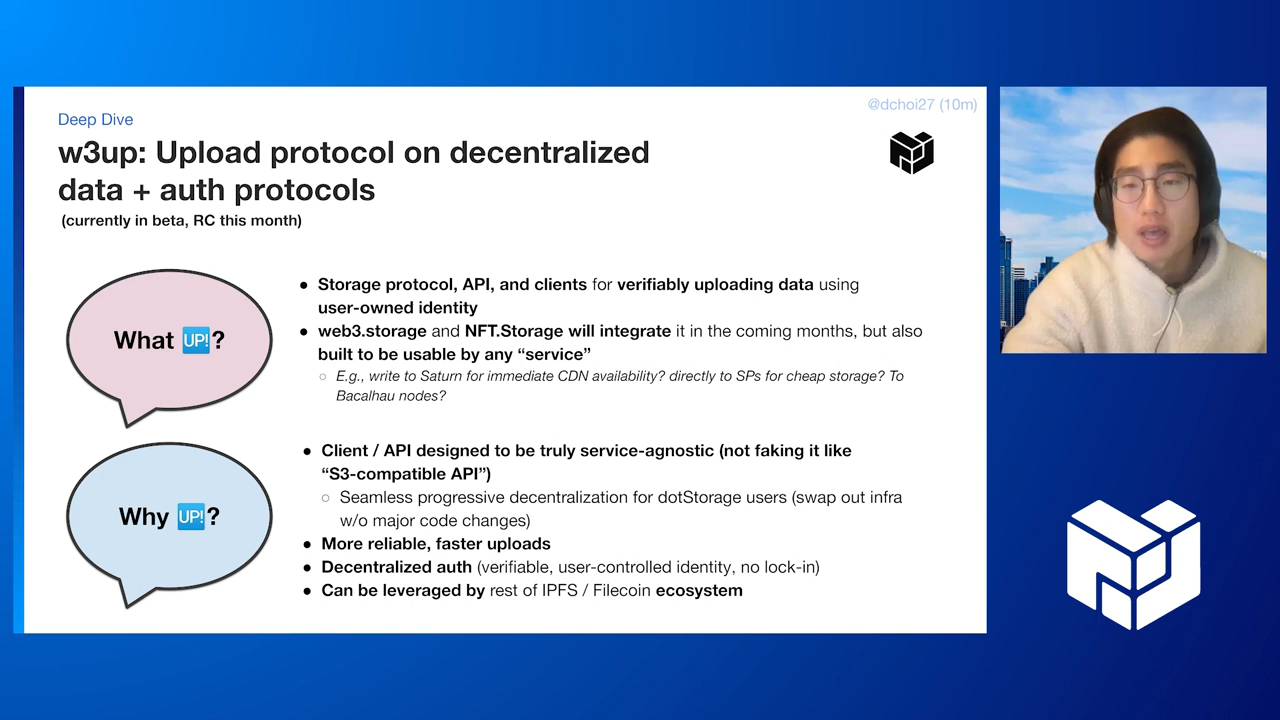 @dchoi27 (10m)
Deep Dive
w3up: Upload protocol on decentralized
data + auth protocols
(currently in beta, RC this month)
What 🆙?
● Storage protocol, API, and clients for verifiably uploading data using
user-owned identity
● web3.storage and NFT.Storage will integrate it in the coming months, but also
built to be usable by any “service”
○ E.g., write to Saturn for immediate CDN availability? directly to SPs for cheap storage? To
Bacalhau nodes?
Why 🆙?
● Client / API designed to be truly service-agnostic (not faking it like
“S3-compatible API”)
○ Seamless progressive decentralization for dotStorage users (swap out infra
w/o major code changes)
● More reliable, faster uploads
● Decentralized auth (verifiable, user-controlled identity, no lock-in)
● Can be leveraged by rest of IPFS / Filecoin ecosystem